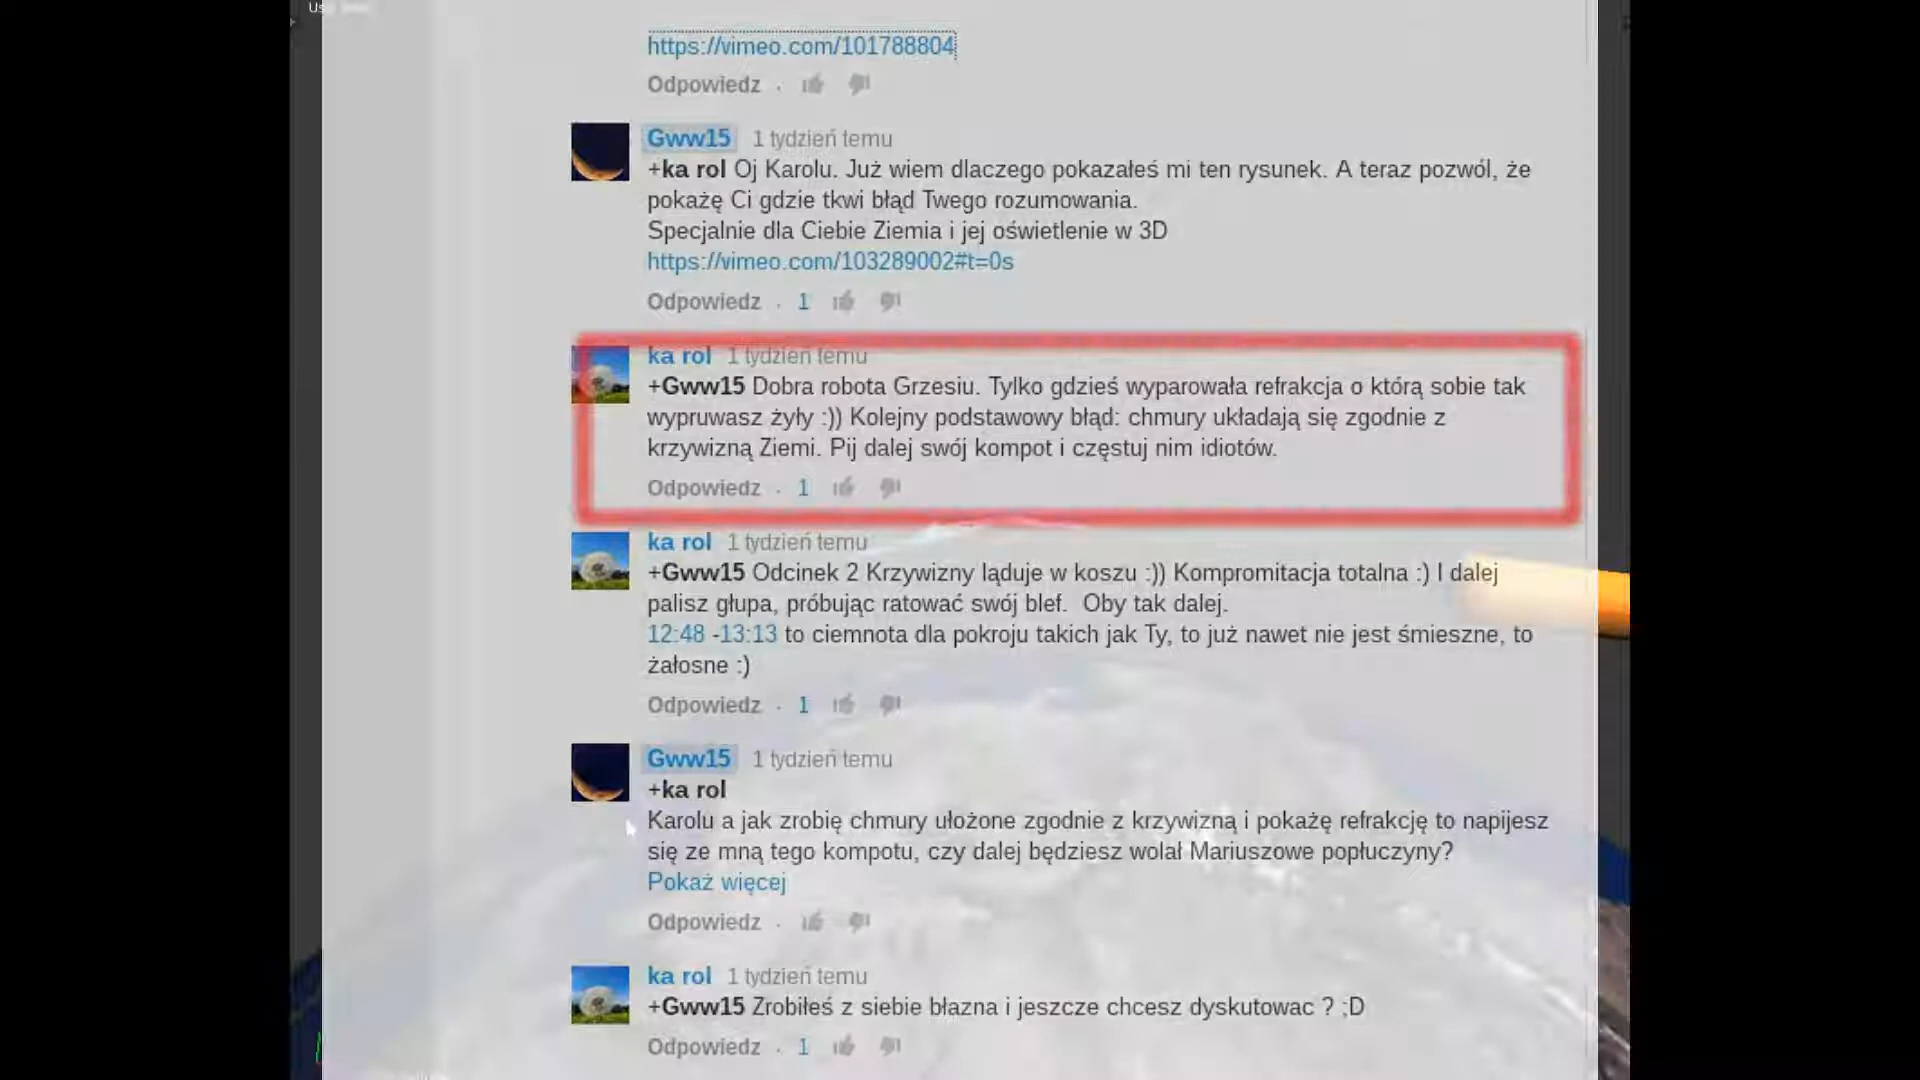 https://vimeo.com/101788804
Odpowiedz ·
Gww15 1 tydzień temu
+ka rol Oj Karolu. Już wiem dlaczego pokazałeś mi ten rysunek. A teraz pozwól, że
pokażę Ci gdzie tkwi błąd Twego rozumowania.
Specjalnie dla Ciebie Ziemia i jej oświetlenie w 3D
https://vimeo.com/103289002#t=0s
Odpowiedz · 1
ka rol 1 tydzień temu
+Gww15 Dobra robota Grzesiu. Tylko gdzieś wyparowała refrakcja o którą sobie tak
wypruwasz żyły :)) Kolejny podstawowy błąd: chmury układają się zgodnie z
krzywizną Ziemi. Pij dalej swój kompot i częstuj nim idiotów.
Odpowiedz · 1
ka rol 1 tydzień temu
+Gww15 Odcinek 2 Krzywizny ląduje w koszu :)) Kompromitacja totalna :) I dalej
palisz głupa, próbując ratować swój blef. Oby tak dalej.
12:48 -13:13 to ciemnota dla pokroju takich jak Ty, to już nawet nie jest śmieszne, to
żałosne :)
Odpowiedz · 1
Gww15 1 tydzień temu
+ka rol
Karolu a jak zrobię chmury ułożone zgodnie z krzywizną i pokażę refrakcję to napijesz
się ze mną tego kompotu, czy dalej będziesz wolał Mariuszowe popłuczyny?
Pokaż więcej
Odpowiedz ·
ka rol 1 tydzień temu
+Gww15 Zrobiłeś z siebie błazna i jeszcze chcesz dyskutowac ? ;D
Odpowiedz · 1